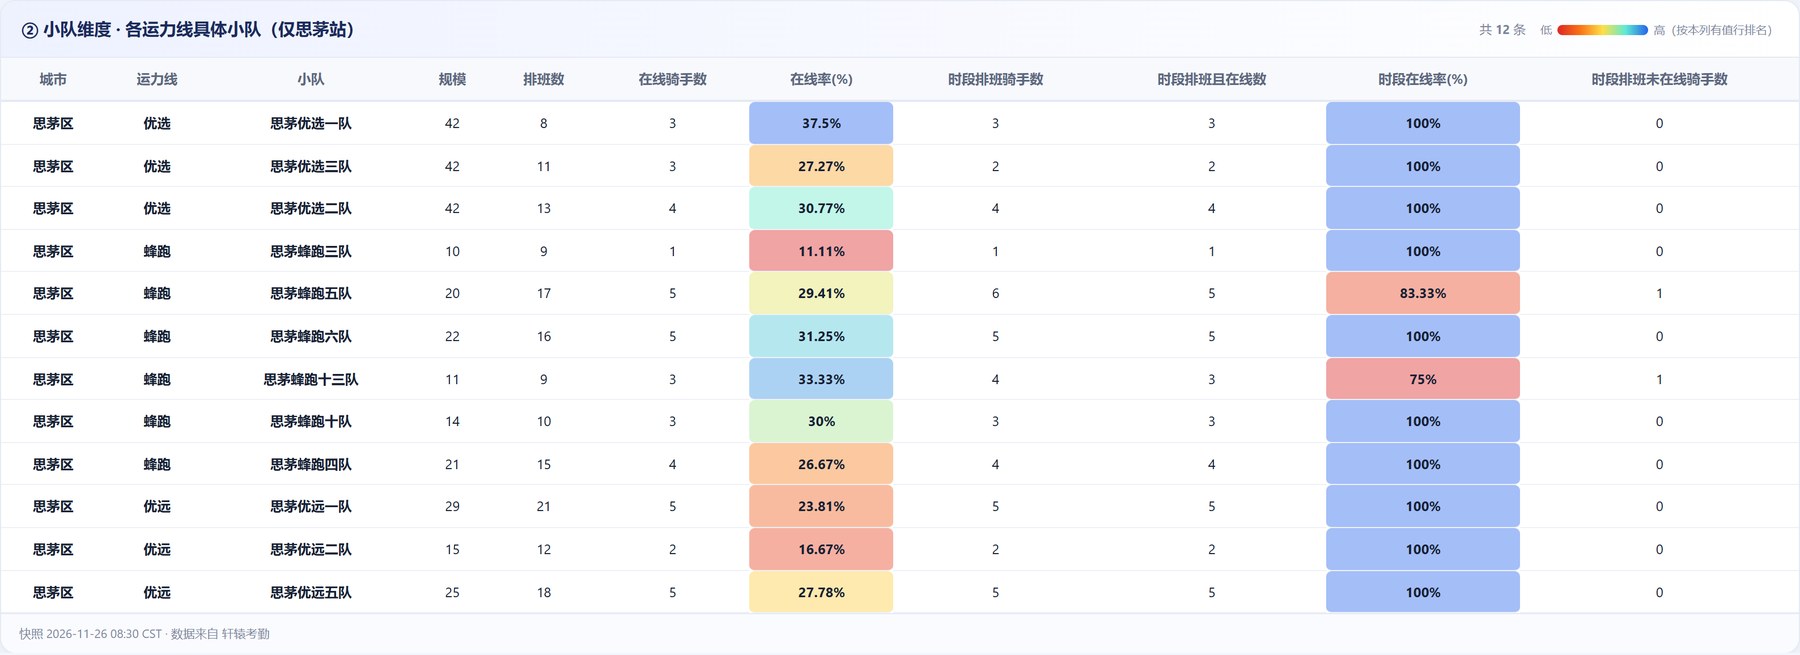 ② 小队维度 · 各运力线具体小队（仅思茅站） 共 12 条 低 高 (按本列有值行排名)
城市 运力线 小队 规模 排班数 在线骑手数 在线率(%) 时段排班骑手数 时段排班且在线数 时段在线率(%) 时段排班未在线骑手数
思茅区 优选 思茅优选一队 42 8 3 37.5% 3 3 100% 0
思茅区 优选 思茅优选三队 42 11 3 27.27% 2 2 100% 0
思茅区 优选 思茅优选二队 42 13 4 30.77% 4 4 100% 0
思茅区 蜂跑 思茅蜂跑三队 10 9 1 11.11% 1 1 100% 0
思茅区 蜂跑 思茅蜂跑五队 20 17 5 29.41% 6 5 83.33% 1
思茅区 蜂跑 思茅蜂跑六队 22 16 5 31.25% 5 5 100% 0
思茅区 蜂跑 思茅蜂跑十三队 11 9 3 33.33% 4 3 75% 1
思茅区 蜂跑 思茅蜂跑十队 14 10 3 30% 3 3 100% 0
思茅区 蜂跑 思茅蜂跑四队 21 15 4 26.67% 4 4 100% 0
思茅区 优远 思茅优远一队 29 21 5 23.81% 5 5 100% 0
思茅区 优远 思茅优远二队 15 12 2 16.67% 2 2 100% 0
思茅区 优远 思茅优远五队 25 18 5 27.78% 5 5 100% 0
快照 2026-11-26 08:30 CST · 数据来自 轩辕考勤